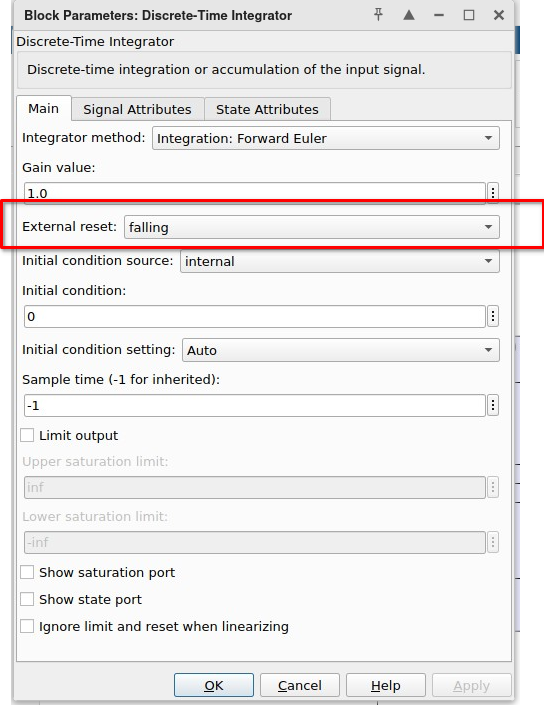 Block Parameters: Discrete-Time Integrator
Discrete-Time Integrator
Discrete-time integration or accumulation of the input signal.
Main Signal Attributes State Attributes
Integrator method: Integration: Forward Euler
Gain value:
1.0
External reset: falling
Initial condition source: internal
Initial condition:
0
Initial condition setting: Auto
Sample time (-1 for inherited):
-1
Limit output
Upper saturation limit:
inf
Lower saturation limit:
-inf
Show saturation port
Show state port
Ignore limit and reset when linearizing
OK Cancel Help Apply